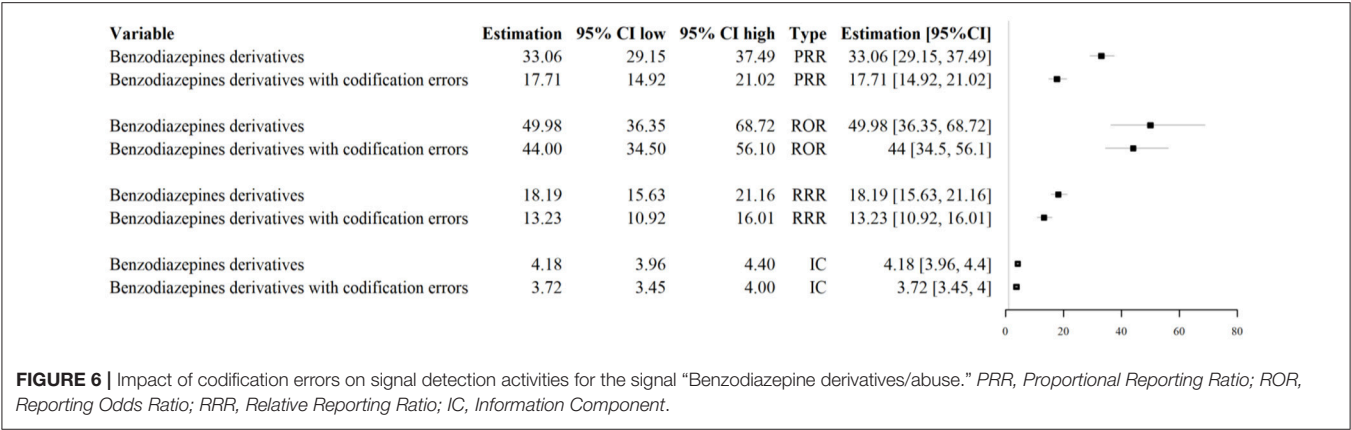 Variable Estimation 95% CI low 95% CI high Type Estimation [95%CI]
Benzodiazepines derivatives 33.06 29.15 37.49 PRR 33.06 [29.15, 37.49]
Benzodiazepines derivatives with codification errors 17.71 14.92 21.02 PRR 17.71 [14.92, 21.02]
Benzodiazepines derivatives 49.98 36.35 68.72 ROR 49.98 [36.35, 68.72]
Benzodiazepines derivatives with codification errors 44.00 34.50 56.10 ROR 44 [34.5, 56.1]
Benzodiazepines derivatives 18.19 15.63 21.16 RRR 18.19 [15.63, 21.16]
Benzodiazepines derivatives with codification errors 13.23 10.92 16.01 RRR 13.23 [10.92, 16.01]
Benzodiazepines derivatives 4.18 3.96 4.40 IC 4.18 [3.96, 4.4]
Benzodiazepines derivatives with codification errors 3.72 3.45 4.00 IC 3.72 [3.45, 4]
0 20 40 60 80
FIGURE 6 | Impact of codification errors on signal detection activities for the signal “Benzodiazepine derivatives/abuse.” PRR, Proportional Reporting Ratio; ROR,
Reporting Odds Ratio; RRR, Relative Reporting Ratio; IC, Information Component.